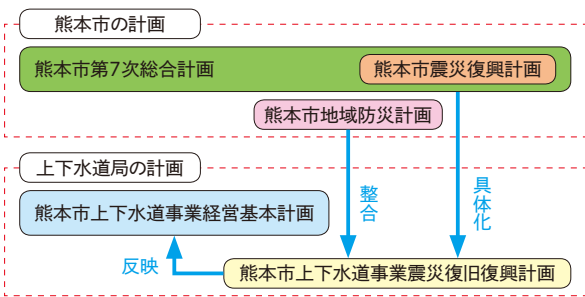 熊本市の計画
熊本市第7次総合計画
熊本市震災復興計画
熊本市地域防災計画
上下水道局の計画
整合
具体化
熊本市上下水道事業経営基本計画
反映
熊本市上下水道事業震災復旧復興計画